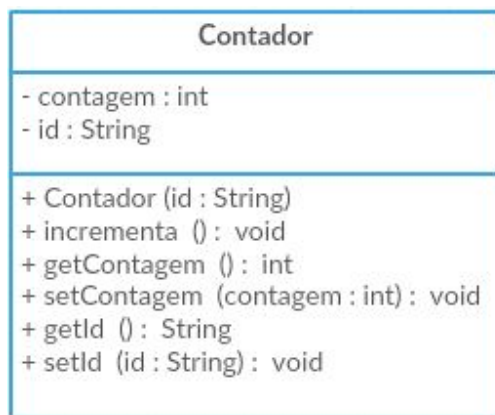 Contador
- contagem : int
- id : String
+ Contador (id : String)
+ incrementa () : void
+ getContagem () : int
+ setContagem (contagem : int) : void
+ getId () : String
+ setId (id : String) : void